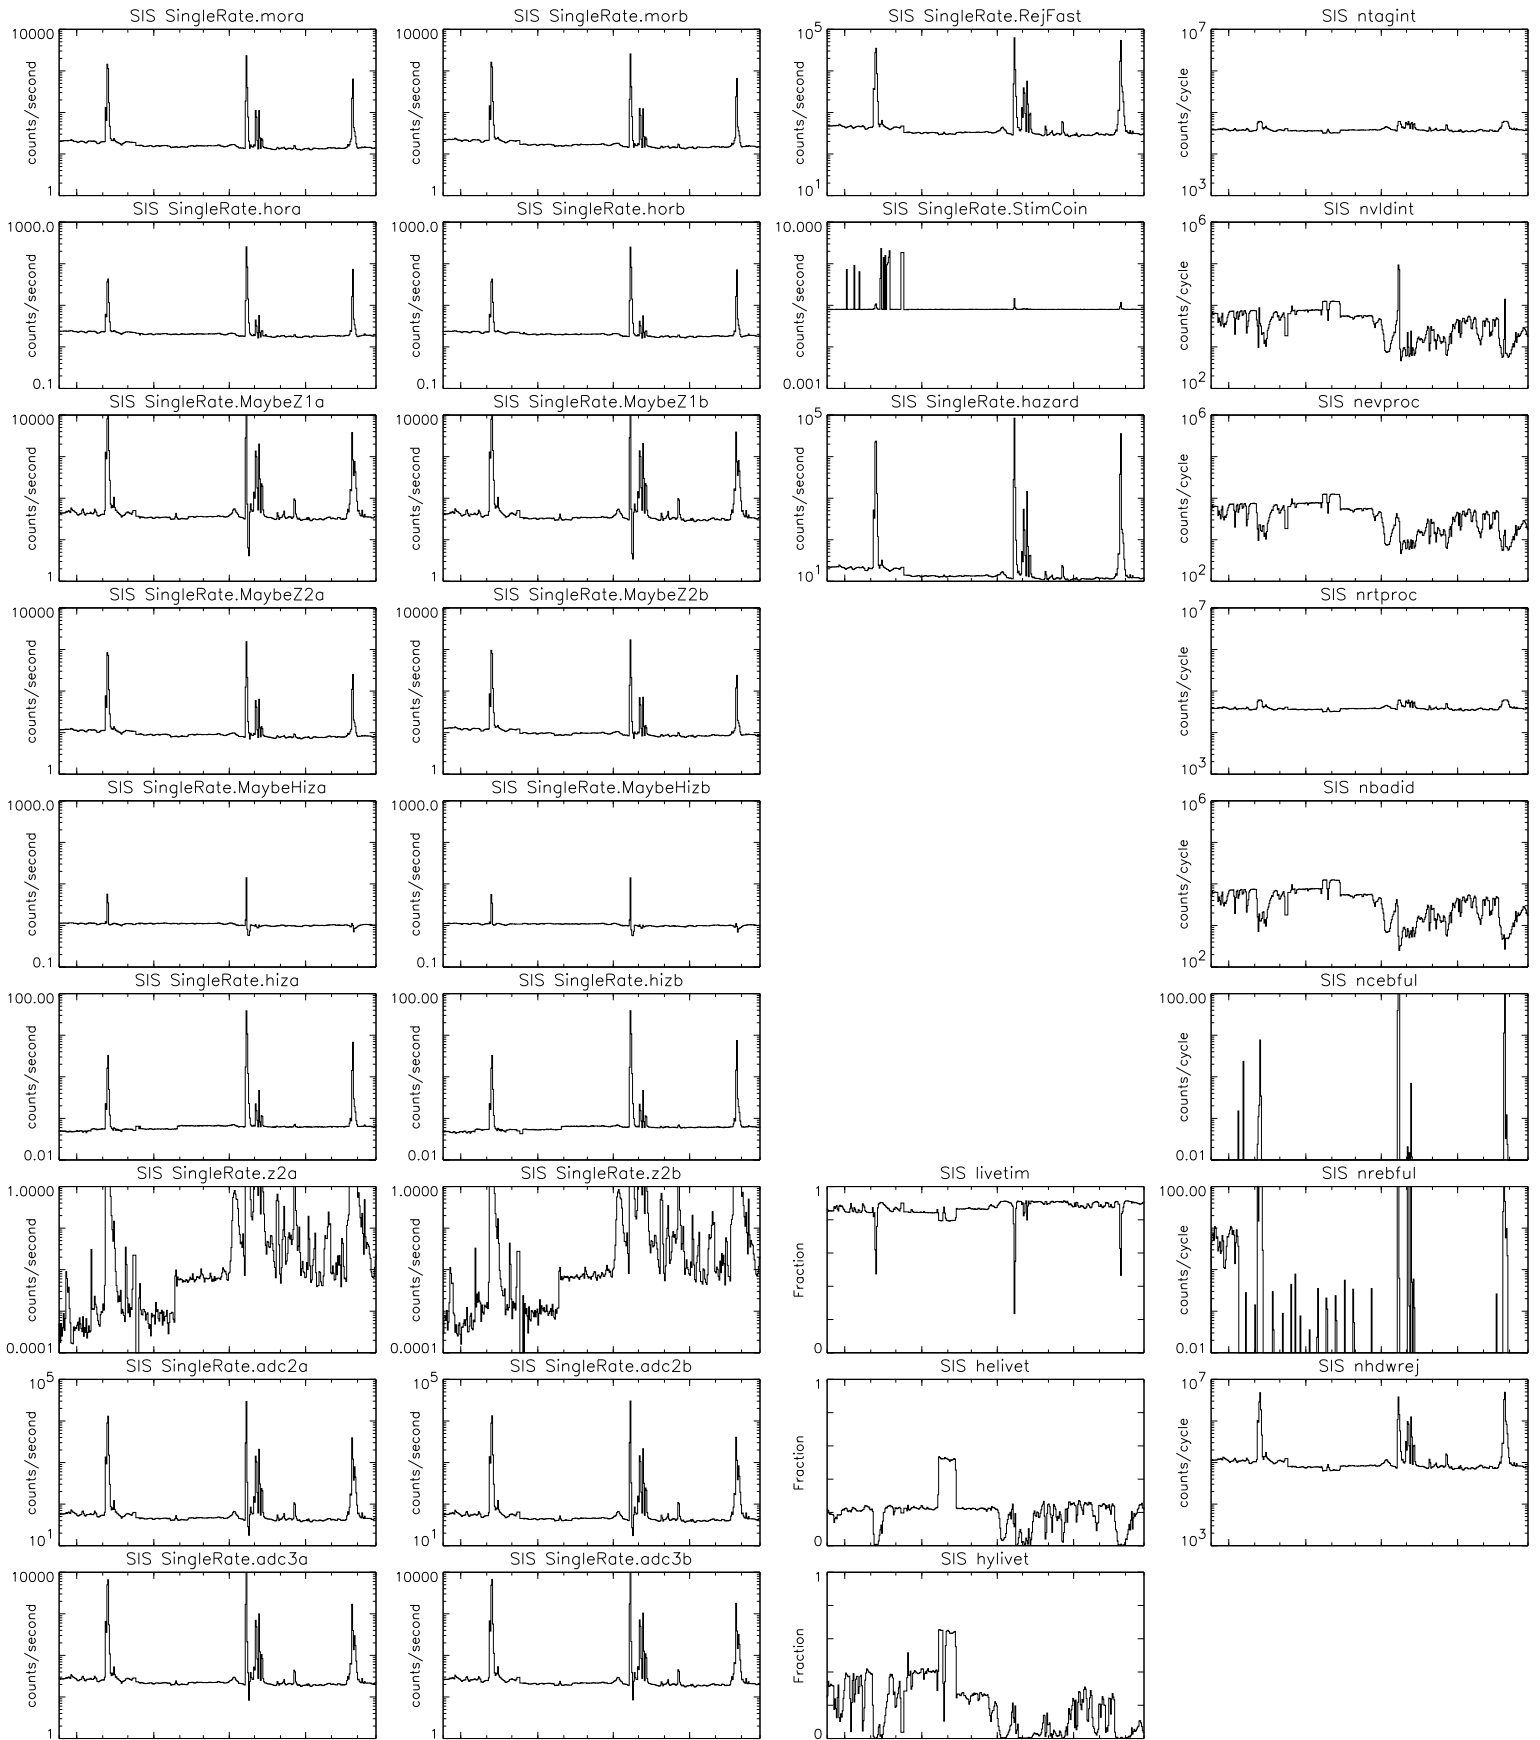 SIS SingleRate.mora
10000
counts/second
1
SIS SingleRate.morb
10000
counts/second
1
SIS SingleRate.RejFast
10^5
counts/second
10^1
SIS ntagint
10^7
counts/cycle
10^3
SIS SingleRate.hora
1000.0
counts/second
0.1
SIS SingleRate.horb
1000.0
counts/second
0.1
SIS SingleRate.StimCoin
10.000
counts/second
0.001
SIS nvldint
10^6
counts/cycle
10^2
SIS SingleRate.MaybeZ1a
10000
counts/second
1
SIS SingleRate.MaybeZ1b
10000
counts/second
1
SIS SingleRate.hazard
10^5
counts/second
10^1
SIS nevproc
10^6
counts/cycle
10^2
SIS SingleRate.MaybeZ2a
10000
counts/second
1
SIS SingleRate.MaybeZ2b
10000
counts/second
1
SIS nrtproc
10^7
counts/cycle
10^3
SIS SingleRate.MaybeHiza
1000.0
counts/second
0.1
SIS SingleRate.MaybeHizb
1000.0
counts/second
0.1
SIS nbadid
10^6
counts/cycle
10^2
SIS SingleRate.hiza
100.00
counts/second
0.01
SIS SingleRate.hizb
100.00
counts/second
0.01
SIS ncebful
100.00
counts/cycle
0.01
SIS SingleRate.z2a
1.0000
counts/second
0.0001
SIS SingleRate.z2b
1.0000
counts/second
0.0001
SIS livetim
1
Fraction
0
SIS nrebful
100.00
counts/cycle
0.01
SIS SingleRate.adc2a
10^5
counts/second
10^1
SIS SingleRate.adc2b
10^5
counts/second
10^1
SIS helivet
1
Fraction
0
SIS nhdwrej
10^7
counts/cycle
10^3
SIS SingleRate.adc3a
10000
counts/second
1
SIS SingleRate.adc3b
10000
counts/second
1
SIS hylivet
1
Fraction
0